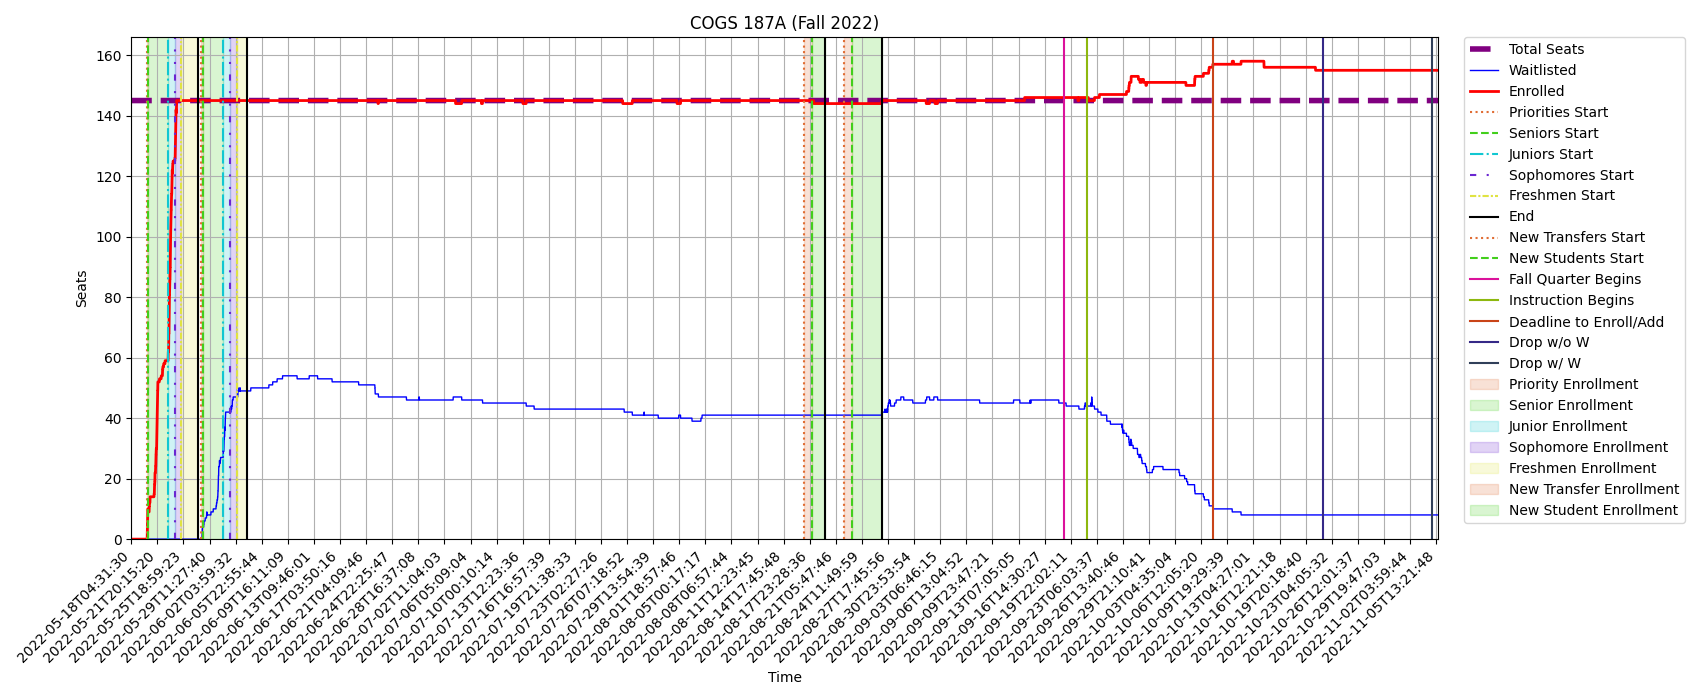 COGS 187A (Fall 2022)
Seats
160
140
120
100
80
60
40
20
0
2022-05-18T04:31:30
2022-05-21T20:15:20
2022-05-25T18:59:23
2022-05-29T11:27:40
2022-06-02T03:59:32
2022-06-05T22:55:44
2022-06-09T16:11:09
2022-06-13T09:46:01
2022-06-17T03:50:16
2022-06-21T04:09:46
2022-06-24T22:25:47
2022-06-28T16:37:08
2022-07-02T11:04:03
2022-07-06T05:09:04
2022-07-10T00:10:14
2022-07-13T12:23:36
2022-07-16T16:57:39
2022-07-19T21:38:33
2022-07-23T02:27:26
2022-07-26T07:18:52
2022-07-29T13:54:39
2022-08-01T18:57:46
2022-08-05T00:17:17
2022-08-08T06:57:44
2022-08-11T12:23:45
2022-08-14T17:45:48
2022-08-17T23:28:36
2022-08-21T05:47:46
2022-08-24T11:49:59
2022-08-27T17:45:56
2022-08-30T23:53:54
2022-09-03T06:46:15
2022-09-06T13:04:52
2022-09-09T23:47:21
2022-09-13T07:05:05
2022-09-16T14:30:27
2022-09-19T22:02:11
2022-09-23T06:03:37
2022-09-26T13:40:46
2022-09-29T21:10:41
2022-10-03T04:35:04
2022-10-06T12:05:20
2022-10-09T19:29:39
2022-10-13T04:27:01
2022-10-16T12:21:18
2022-10-19T20:18:40
2022-10-23T04:05:32
2022-10-26T12:01:37
2022-10-29T19:47:03
2022-11-02T03:59:44
2022-11-05T13:21:48
Time
Total Seats
Waitlisted
Enrolled
Priorities Start
Seniors Start
Juniors Start
Sophomores Start
Freshmen Start
End
New Transfers Start
New Students Start
Fall Quarter Begins
Instruction Begins
Deadline to Enroll/Add
Drop w/o W
Drop w/ W
Priority Enrollment
Senior Enrollment
Junior Enrollment
Sophomore Enrollment
Freshmen Enrollment
New Transfer Enrollment
New Student Enrollment